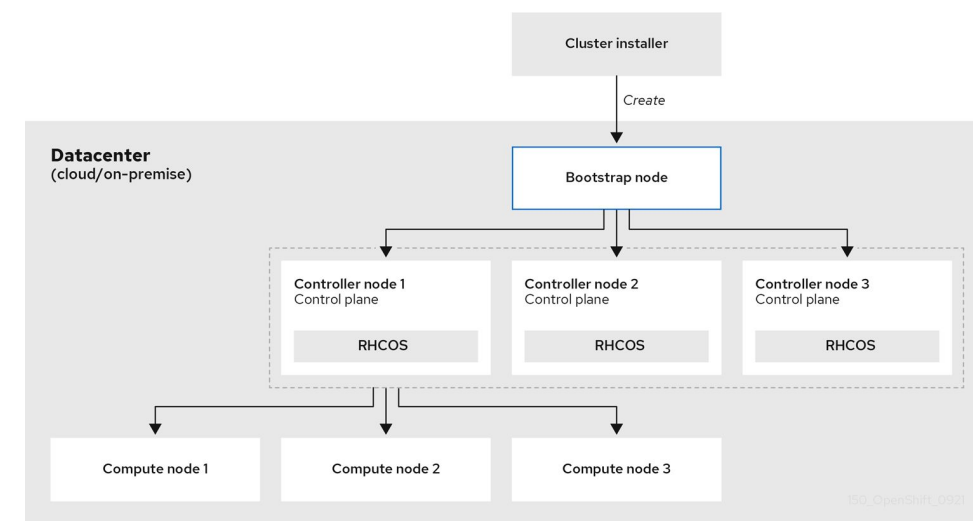 Cluster installer
Create
Datacenter
(cloud/on-premise)
Bootstrap node
Controller node 1
Control plane
RHCOS
Controller node 2
Control plane
RHCOS
Controller node 3
Control plane
RHCOS
Compute node 1
Compute node 2
Compute node 3
150_OpenShift_0921